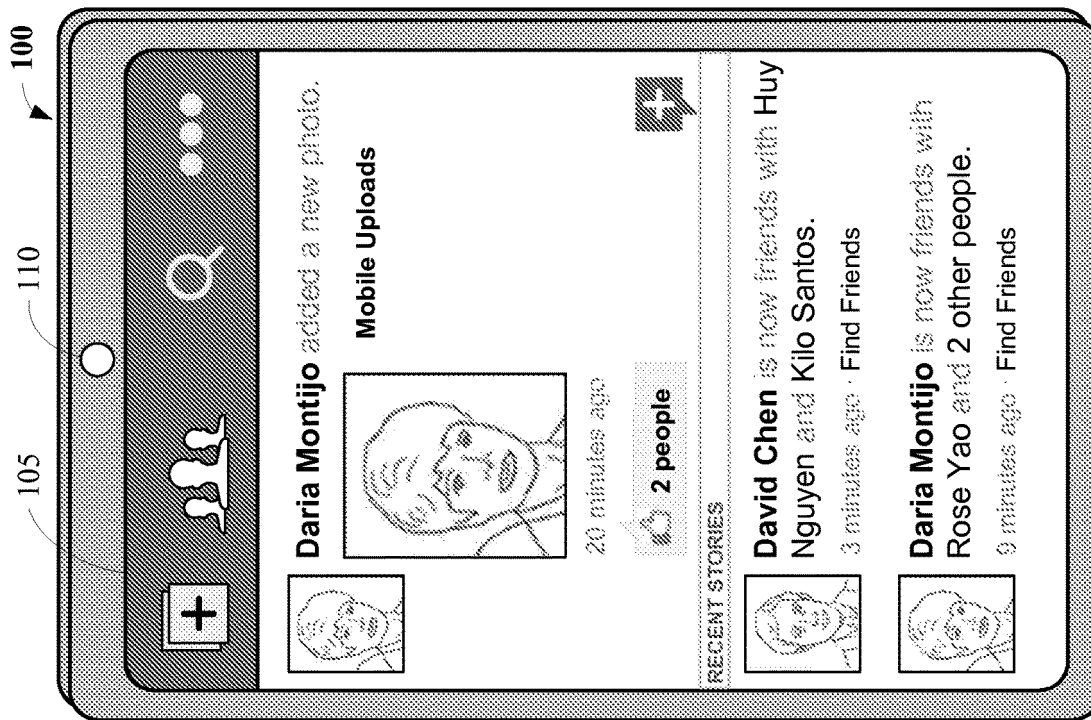 100
110
105
Daria Montijo added a new photo.
Mobile Uploads
20 minutes ago
2 people
RECENT STORIES
David Chen is now friends with Huy
Nguyen and Kilo Santos.
3 minutes ago · Find Friends
Daria Montijo is now friends with
Rose Yao and 2 other people.
9 minutes ago · Find Friends